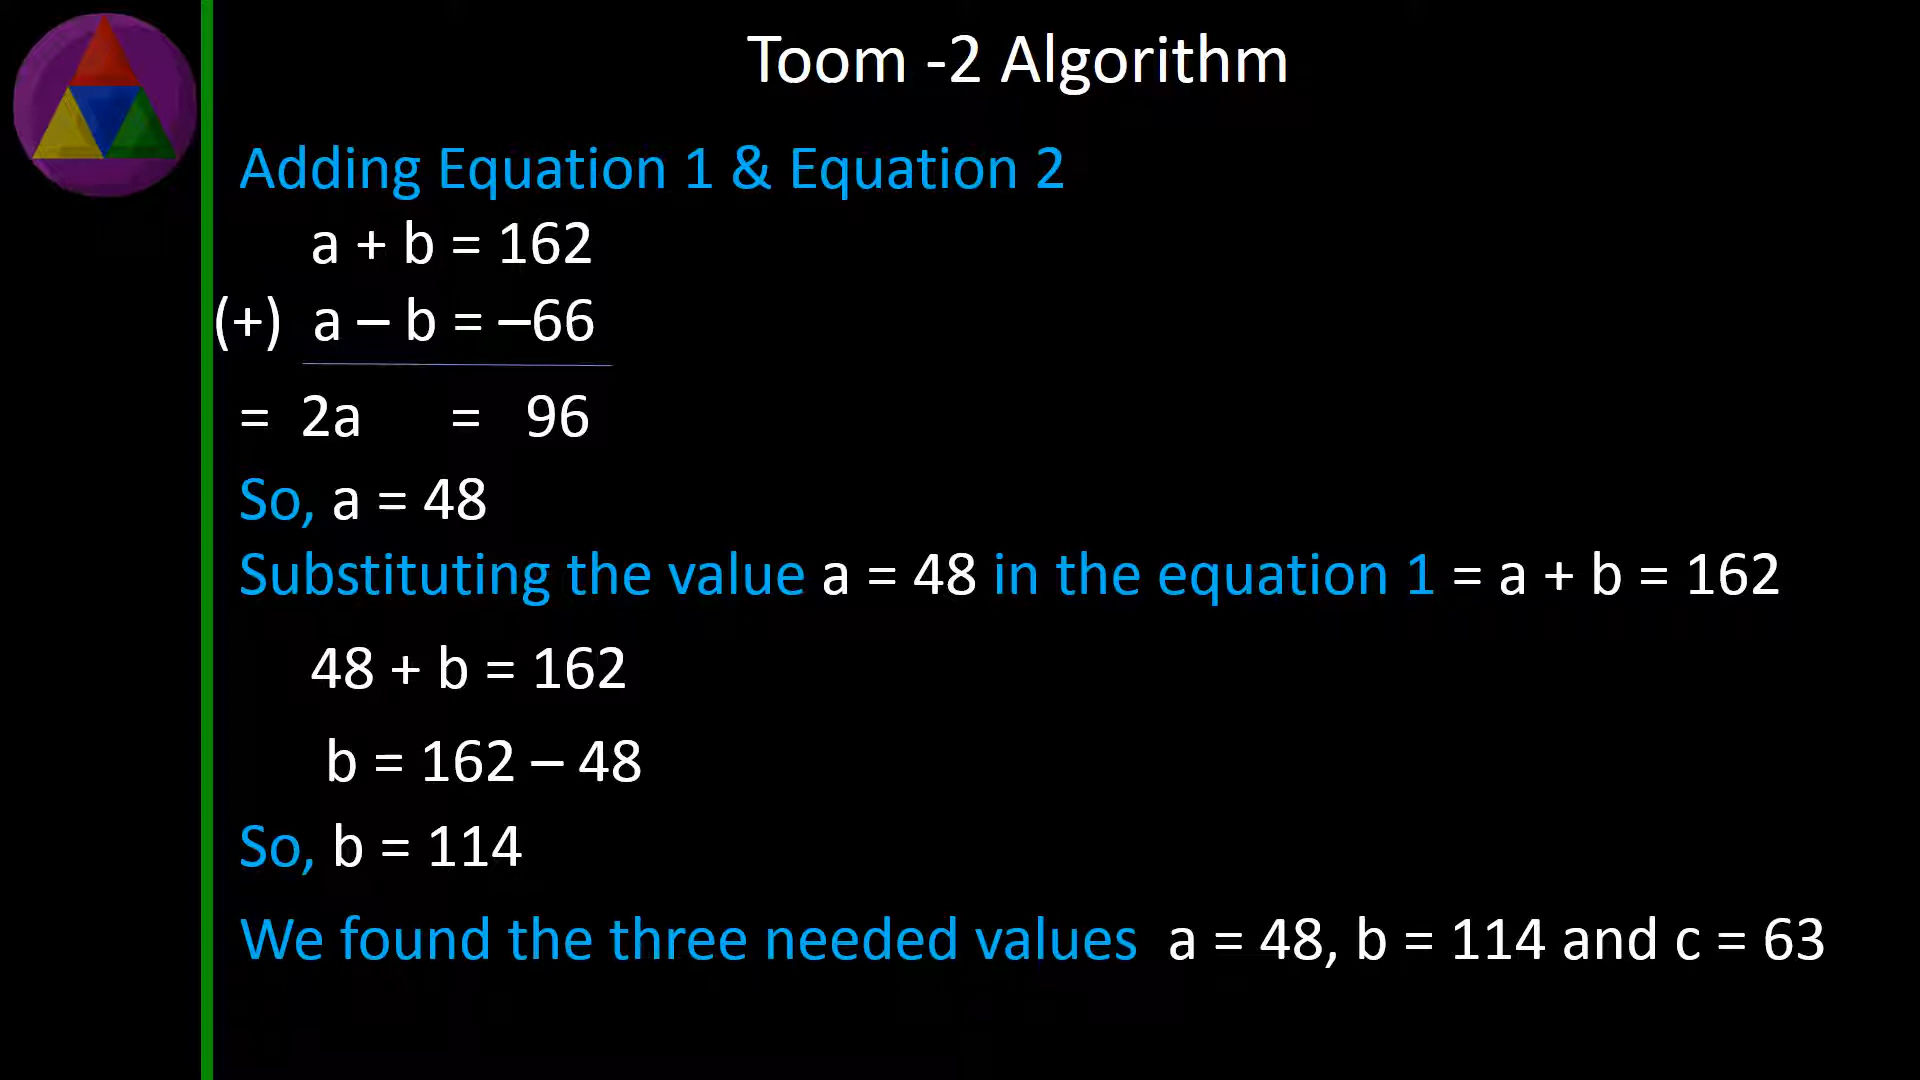 Toom -2 Algorithm
Adding Equation 1 & Equation 2
a + b = 162
(+) a – b = –66
= 2a = 96
So, a = 48
Substituting the value a = 48 in the equation 1 = a + b = 162
48 + b = 162
b = 162 – 48
So, b = 114
We found the three needed values a = 48, b = 114 and c = 63